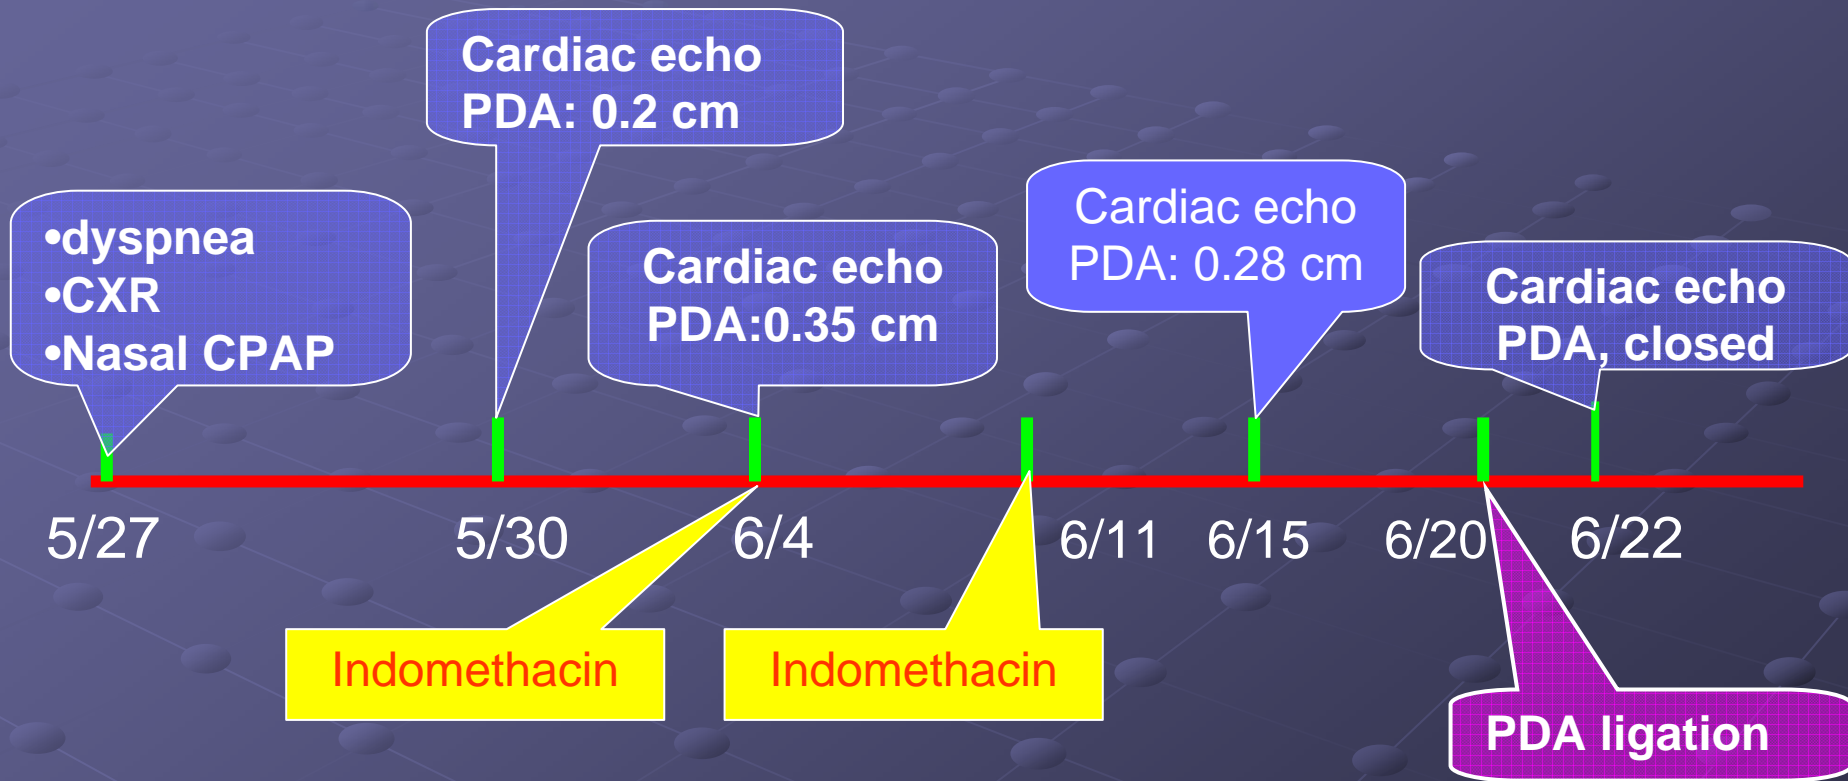 Cardiac echo
PDA: 0.2 cm
•dyspnea
•CXR
•Nasal CPAP
Cardiac echo
PDA:0.35 cm
Cardiac echo
PDA: 0.28 cm
Cardiac echo
PDA, closed
5/27
5/30
6/4
6/11
6/15
6/20
6/22
Indomethacin
Indomethacin
PDA ligation